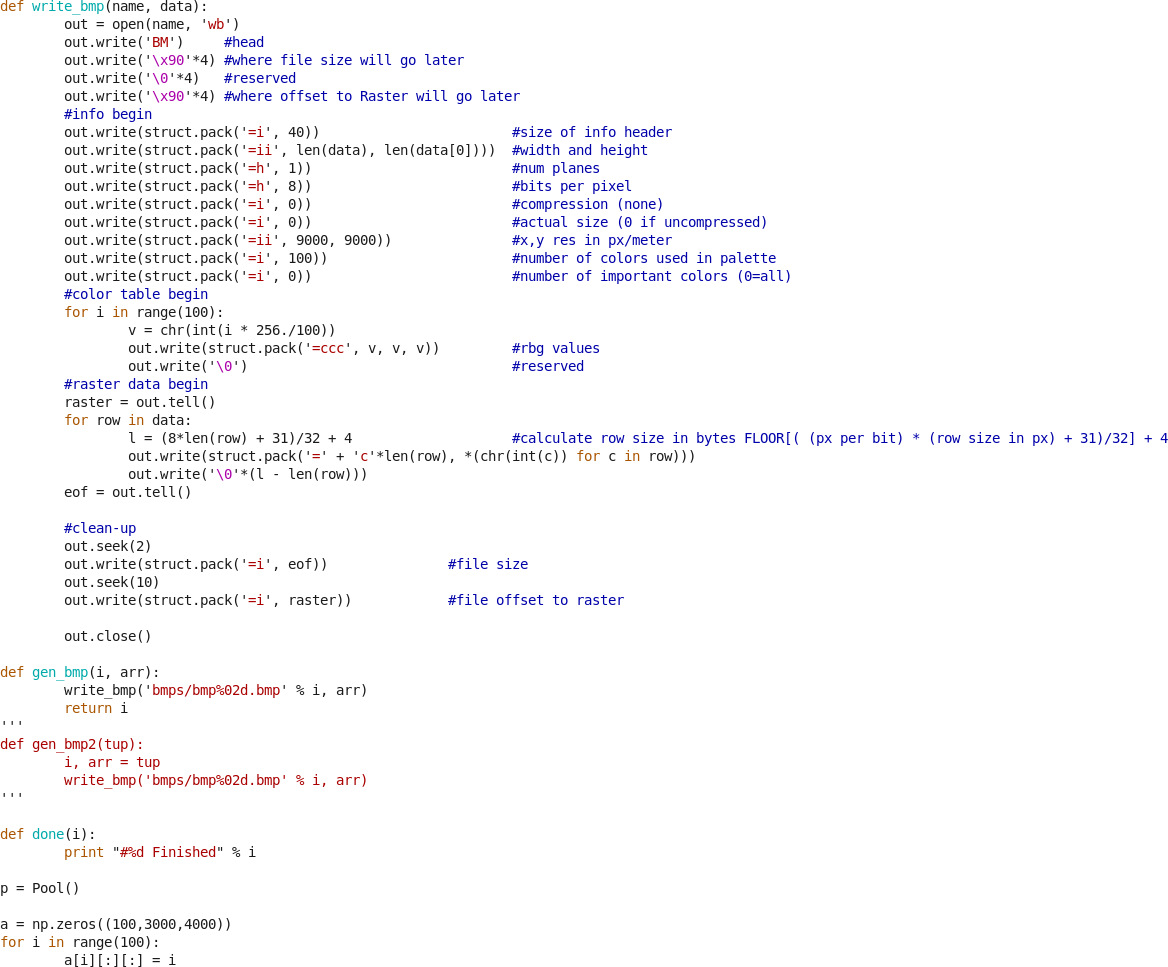 def write_bmp(name, data):
        out = open(name, 'wb')
        out.write('BM')     #head
        out.write('\x90'*4) #where file size will go later
        out.write('\0'*4)   #reserved
        out.write('\x90'*4) #where offset to Raster will go later
        #info begin
        out.write(struct.pack('=i', 40))                        #size of info header
        out.write(struct.pack('=ii', len(data), len(data[0])))  #width and height
        out.write(struct.pack('=h', 1))                         #num planes
        out.write(struct.pack('=h', 8))                         #bits per pixel
        out.write(struct.pack('=i', 0))                         #compression (none)
        out.write(struct.pack('=i', 0))                         #actual size (0 if uncompressed)
        out.write(struct.pack('=ii', 9000, 9000))               #x,y res in px/meter
        out.write(struct.pack('=i', 100))                       #number of colors used in palette
        out.write(struct.pack('=i', 0))                         #number of important colors (0=all)
        #color table begin
        for i in range(100):
                v = chr(int(i * 256./100))
                out.write(struct.pack('=ccc', v, v, v))         #rbg values
                out.write('\0')                                 #reserved
        #raster data begin
        raster = out.tell()
        for row in data:
                l = (8*len(row) + 31)/32 + 4                    #calculate row size in bytes FLOOR[( (px per bit) * (row size in px) + 31)/32] + 4
                out.write(struct.pack('=' + 'c'*len(row), *(chr(int(c)) for c in row)))
                out.write('\0'*(l - len(row)))
        eof = out.tell()

        #clean-up
        out.seek(2)
        out.write(struct.pack('=i', eof))               #file size
        out.seek(10)
        out.write(struct.pack('=i', raster))            #file offset to raster

        out.close()

def gen_bmp(i, arr):
        write_bmp('bmps/bmp%02d.bmp' % i, arr)
        return i
'''
def gen_bmp2(tup):
        i, arr = tup
        write_bmp('bmps/bmp%02d.bmp' % i, arr)
'''

def done(i):
        print "#%d Finished" % i

p = Pool()

a = np.zeros((100,3000,4000))
for i in range(100):
        a[i][:][:] = i